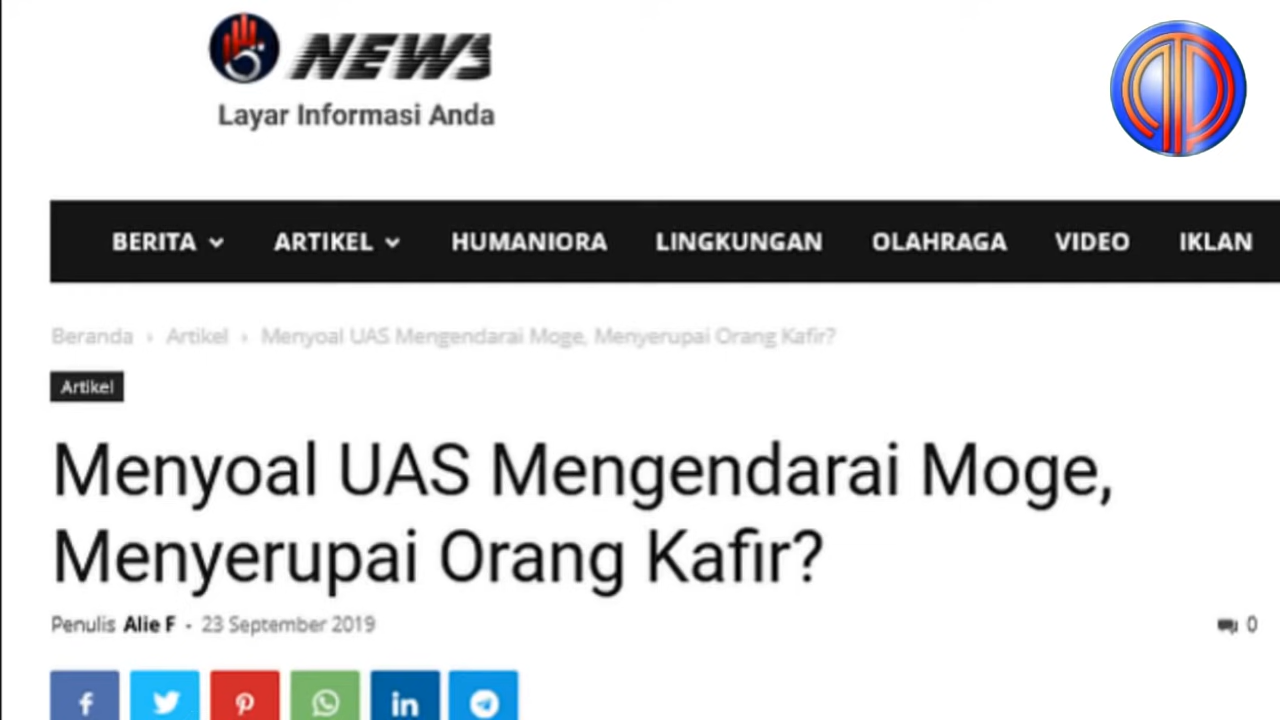 NEWS
Layar Informasi Anda
BERITA ARTIKEL HUMANIORA LINGKUNGAN OLAHRAGA VIDEO IKLAN
Beranda › Artikel › Menyoal UAS Mengendarai Moge, Menyerupai Orang Kafir?
Artikel
Menyoal UAS Mengendarai Moge,
Menyerupai Orang Kafir?
Penulis Alie F - 23 September 2019 0